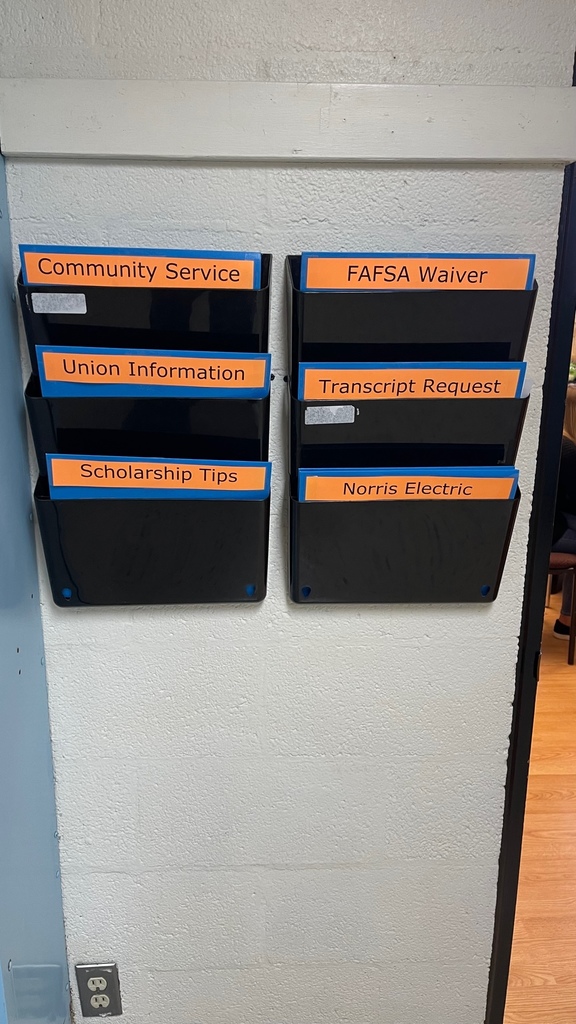 Community Service
Union Information
Scholarship Tips
FAFSA Waiver
Transcript Request
Norris Electric